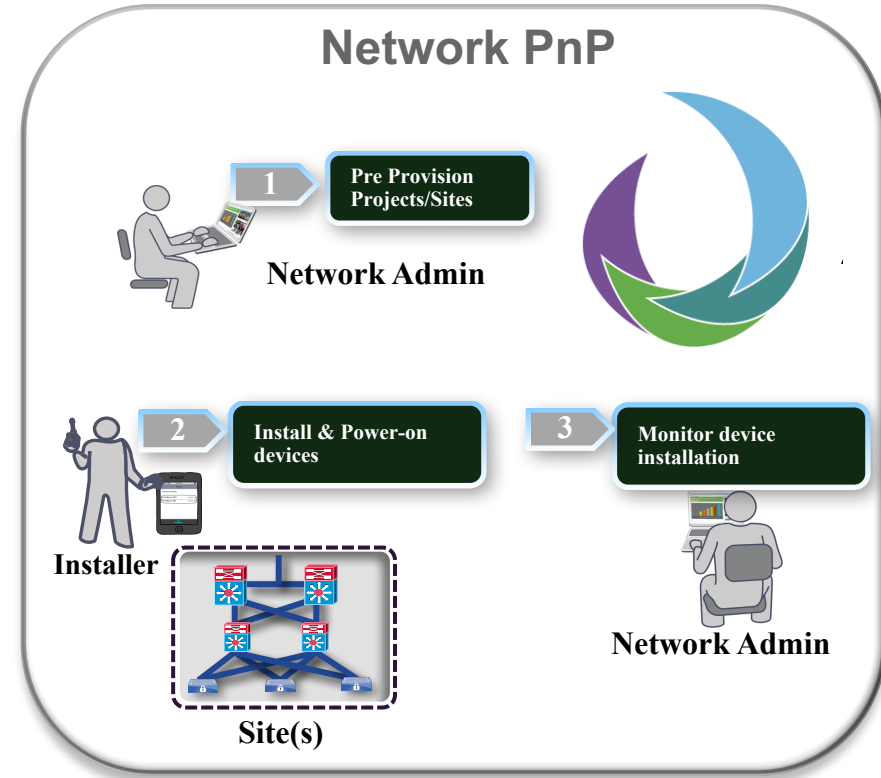 Network PnP
1
Pre Provision
Projects/Sites
Network Admin
2
Install & Power-on
devices
3
Monitor device
installation
Installer
Network Admin
Site(s)